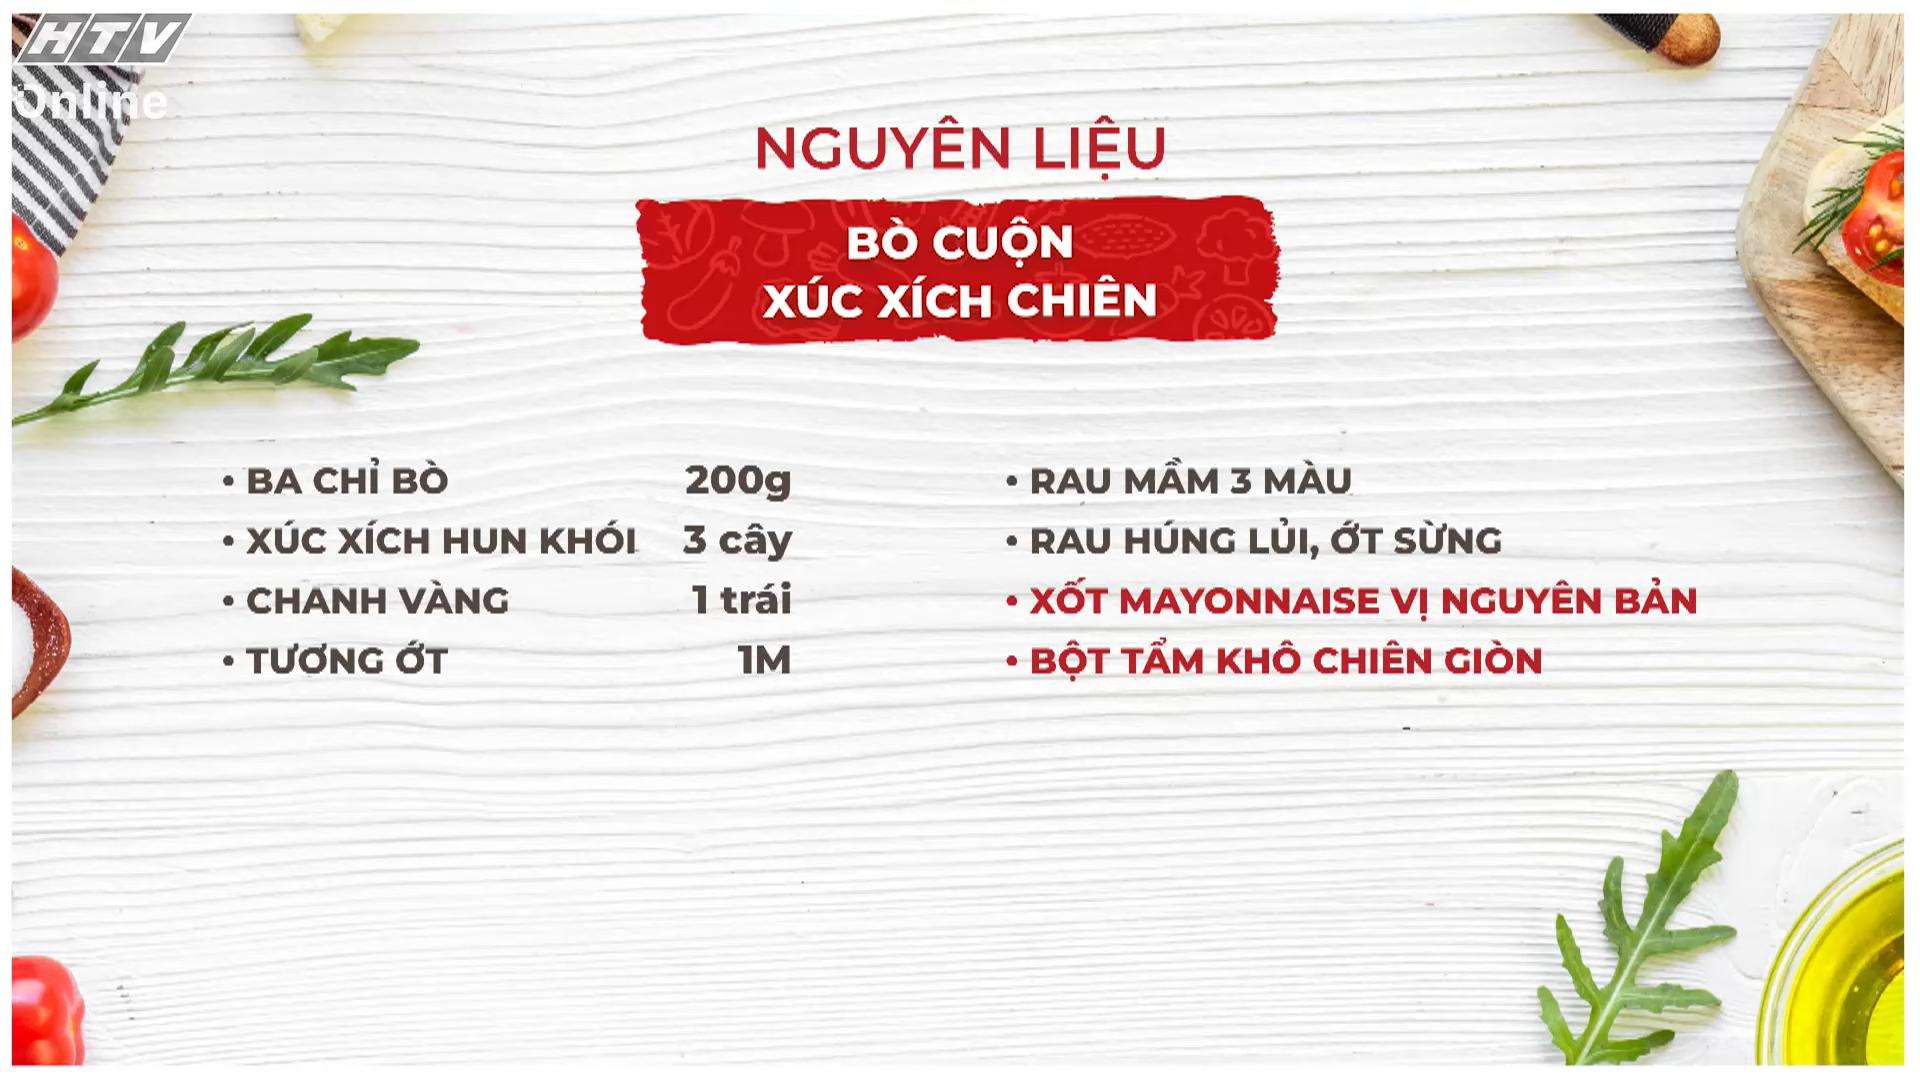 HTV
Online
NGUYÊN LIỆU
BÒ CUỘN
XÚC XÍCH CHIÊN
• BA CHỈ BÒ 200g
• XÚC XÍCH HUN KHÓI 3 cây
• CHANH VÀNG 1 trái
• TƯƠNG ỚT 1M
• RAU MẦM 3 MÀU
• RAU HÚNG LỦI, ỚT SỪNG
• XỐT MAYONNAISE VỊ NGUYÊN BẢN
• BỘT TẨM KHÔ CHIÊN GIÒN